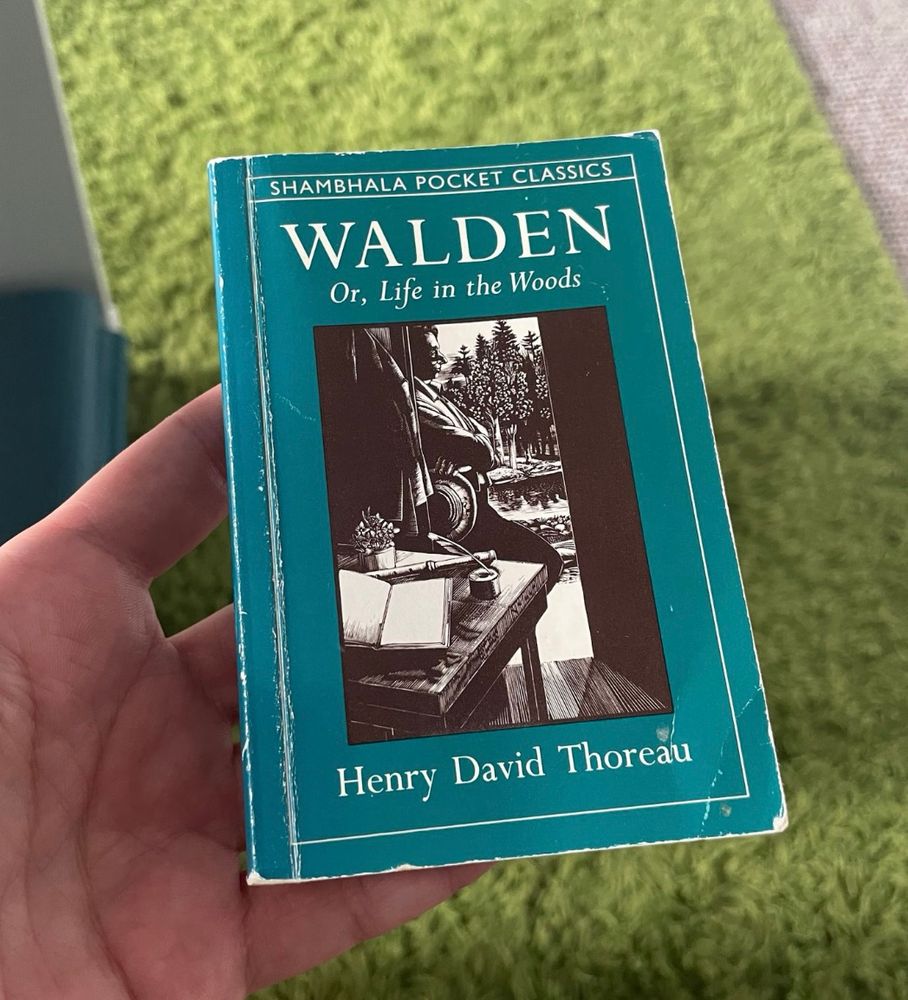 SHAMBHALA POCKET CLASSICS
WALDEN
Or, Life in the Woods
Henry David Thoreau